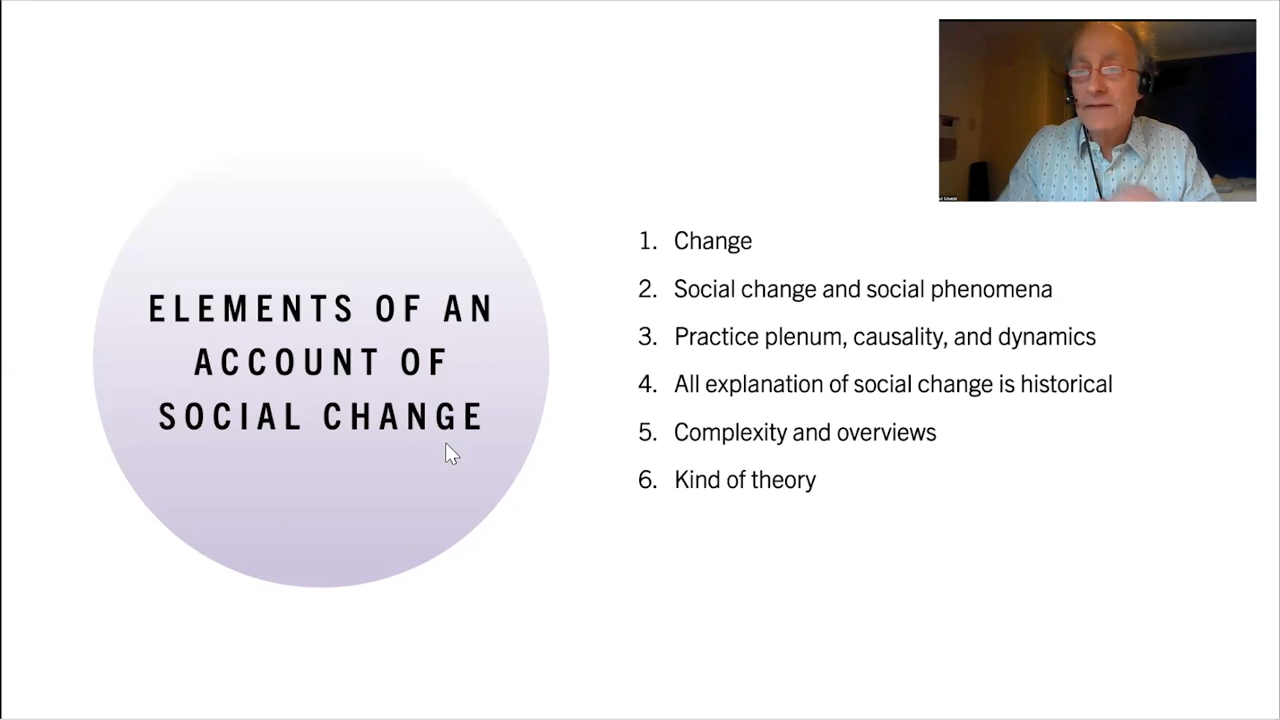 ELEMENTS OF AN
ACCOUNT OF
SOCIAL CHANGE
1. Change
2. Social change and social phenomena
3. Practice plenum, causality, and dynamics
4. All explanation of social change is historical
5. Complexity and overviews
6. Kind of theory